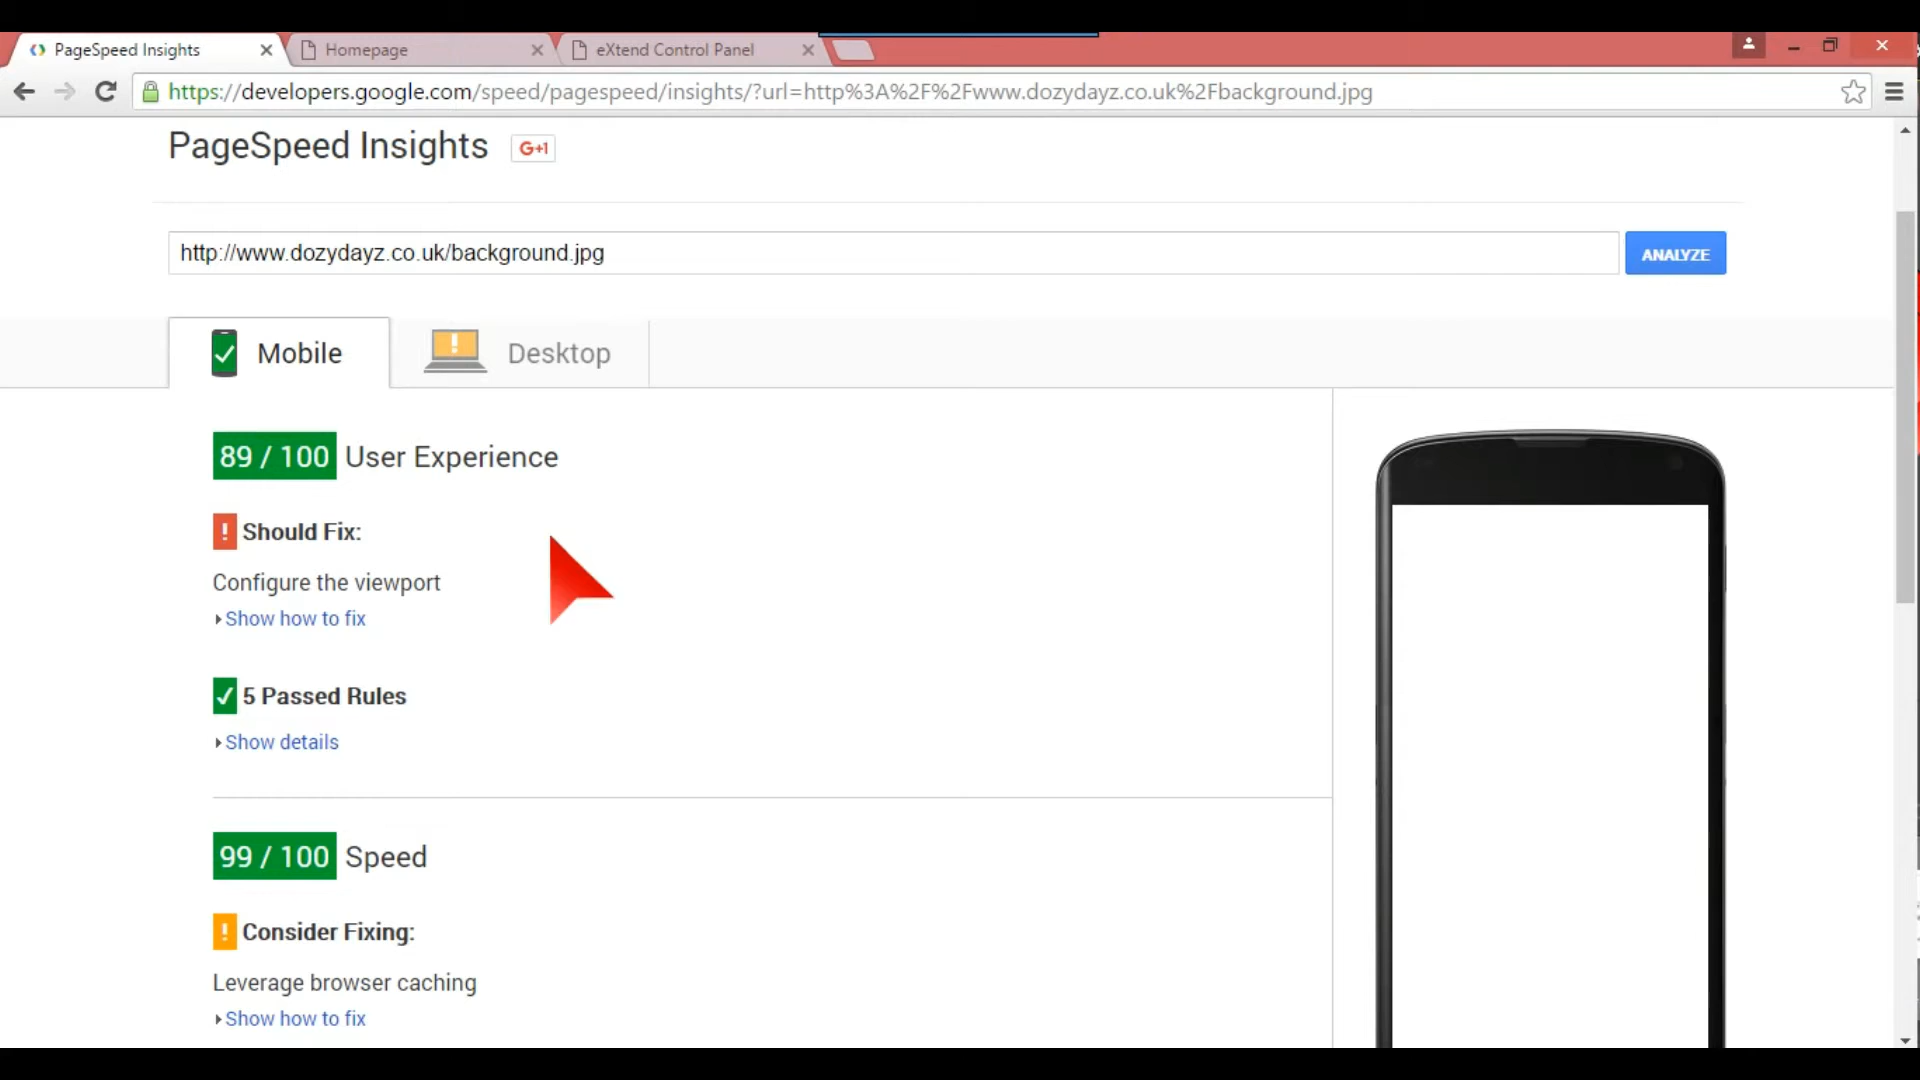 PageSpeed Insights
Homepage
eXtend Control Panel
https://developers.google.com/speed/pagespeed/insights/?url=http%3A%2F%2Fwww.dozydayz.co.uk%2Fbackground.jpg
PageSpeed Insights
G+1
http://www.dozydayz.co.uk/background.jpg
ANALYZE
Mobile
Desktop
89 / 100 User Experience
! Should Fix:
Configure the viewport
Show how to fix
5 Passed Rules
Show details
99 / 100 Speed
! Consider Fixing:
Leverage browser caching
Show how to fix